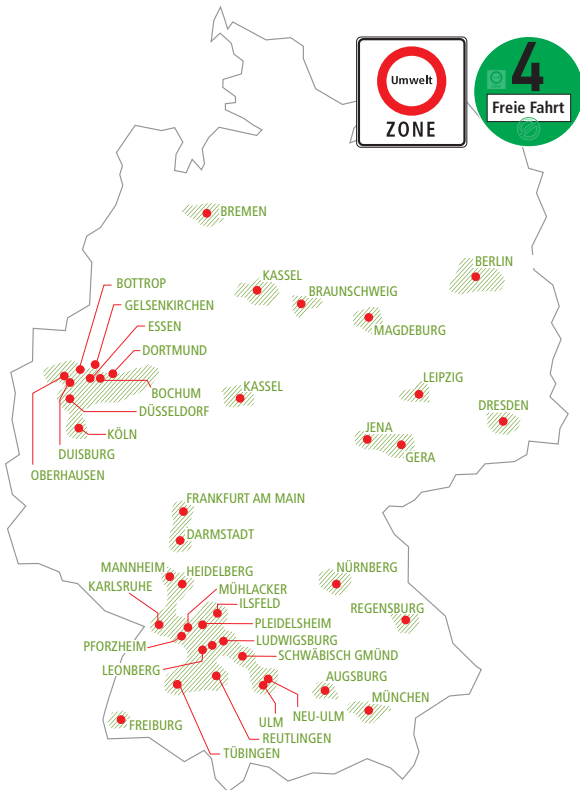 Umwelt
ZONE
4
Freie Fahrt
BREMEN
BERLIN
KASSEL
BRAUNSCHWEIG
MAGDEBURG
BOTTROP
GELSENKIRCHEN
ESSEN
DORTMUND
BOCHUM
DÜSSELDORF
KÖLN
DUISBURG
OBERHAUSEN
KASSEL
LEIPZIG
DRESDEN
JENA
GERA
FRANKFURT AM MAIN
DARMSTADT
MANNHEIM
HEIDELBERG
KARLSRUHE
MÜHLACKER
ILSFELD
NÜRNBERG
REGENSBURG
PLEIDELSHEIM
PFORZHEIM
LUDWIGSBURG
LEONBERG
SCHWÄBISCH GMÜND
AUGSBURG
MÜNCHEN
NEU-ULM
ULM
FREIBURG
REUTLINGEN
TÜBINGEN